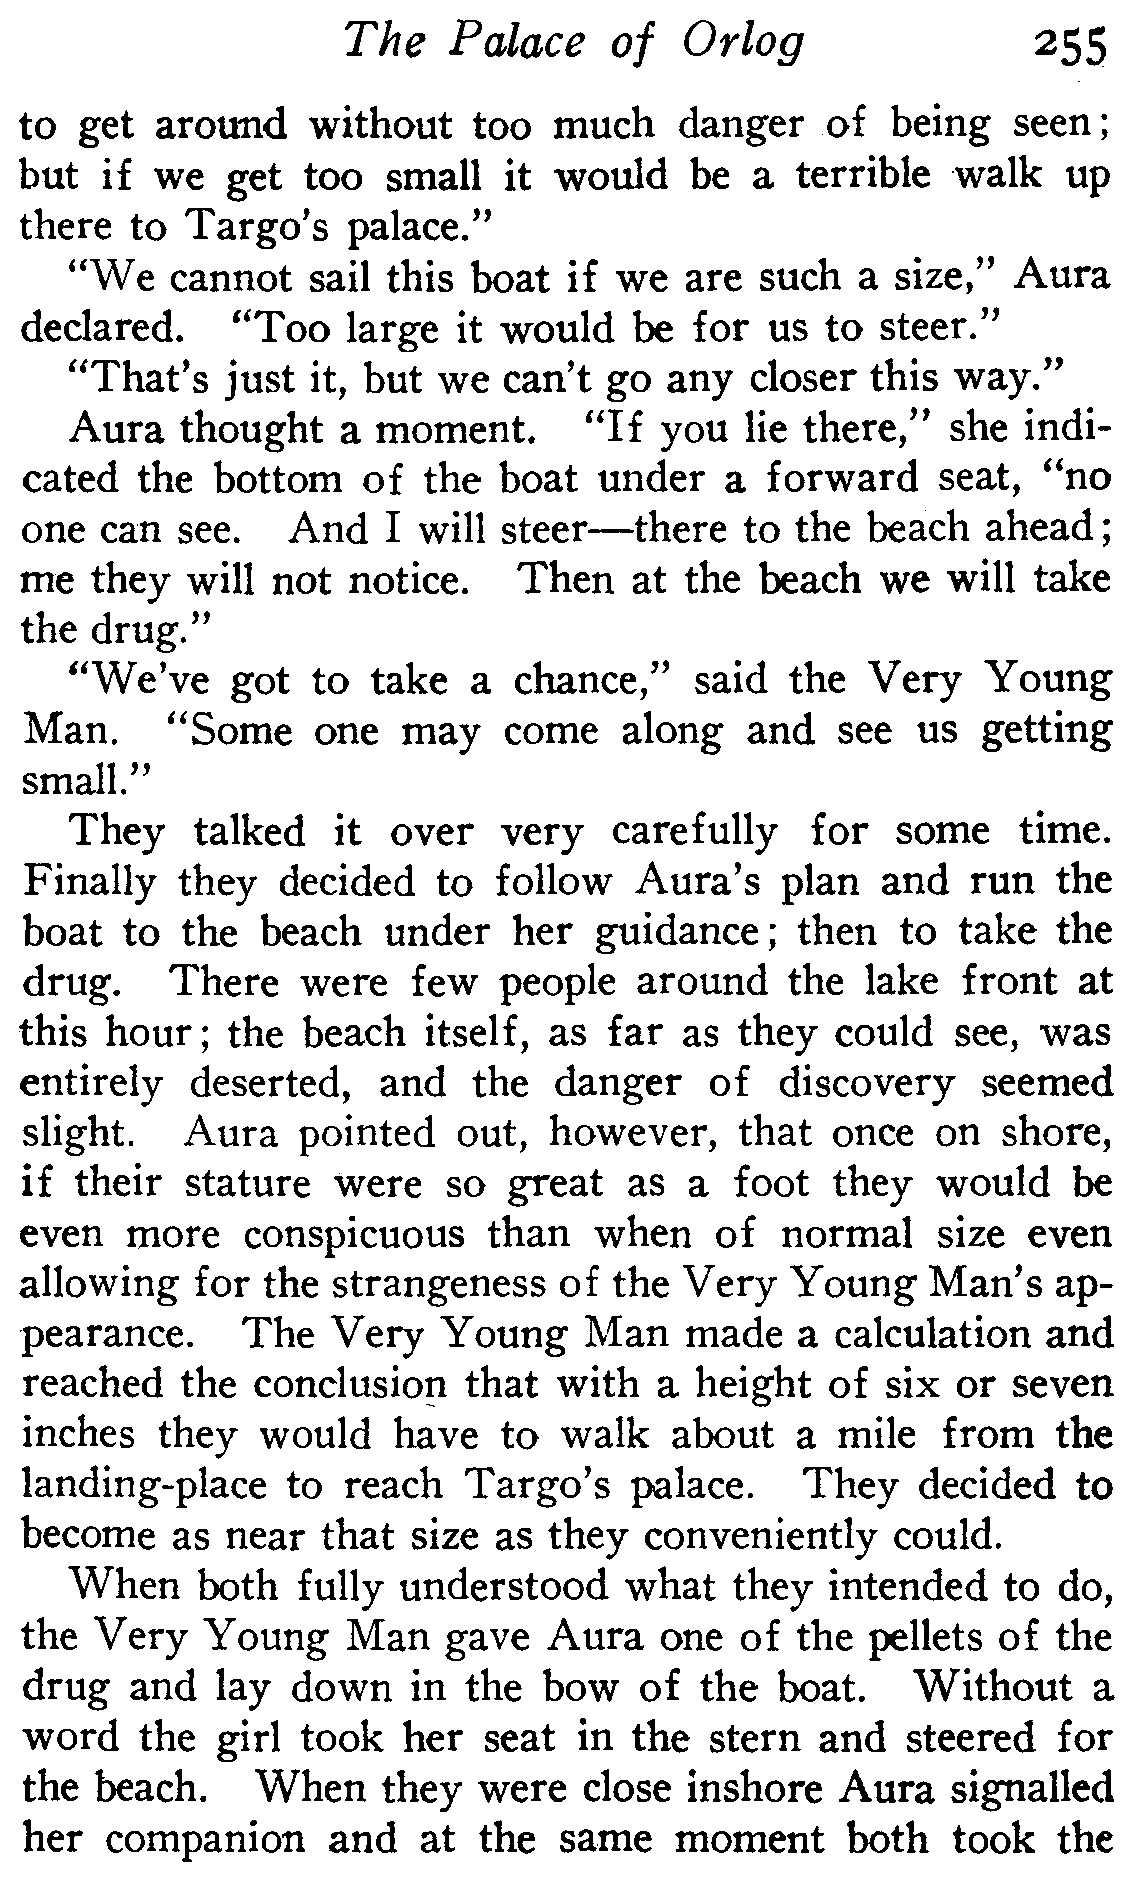 The Palace of Orlog 255
to get around without too much danger of being seen;
but if we get too small it would be a terrible walk up
there to Targo's palace."
"We cannot sail this boat if we are such a size," Aura
declared. "Too large it would be for us to steer."
"That's just it, but we can't go any closer this way."
Aura thought a moment. "If you lie there," she indi-
cated the bottom of the boat under a forward seat, "no
one can see. And I will steer—there to the beach ahead;
me they will not notice. Then at the beach we will take
the drug."
"We've got to take a chance," said the Very Young
Man. "Some one may come along and see us getting
small."
They talked it over very carefully for some time.
Finally they decided to follow Aura's plan and run the
boat to the beach under her guidance; then to take the
drug. There were few people around the lake front at
this hour; the beach itself, as far as they could see, was
entirely deserted, and the danger of discovery seemed
slight. Aura pointed out, however, that once on shore,
if their stature were so great as a foot they would be
even more conspicuous than when of normal size even
allowing for the strangeness of the Very Young Man's ap-
pearance. The Very Young Man made a calculation and
reached the conclusion that with a height of six or seven
inches they would have to walk about a mile from the
landing-place to reach Targo's palace. They decided to
become as near that size as they conveniently could.
When both fully understood what they intended to do,
the Very Young Man gave Aura one of the pellets of the
drug and lay down in the bow of the boat. Without a
word the girl took her seat in the stern and steered for
the beach. When they were close inshore Aura signalled
her companion and at the same moment both took the